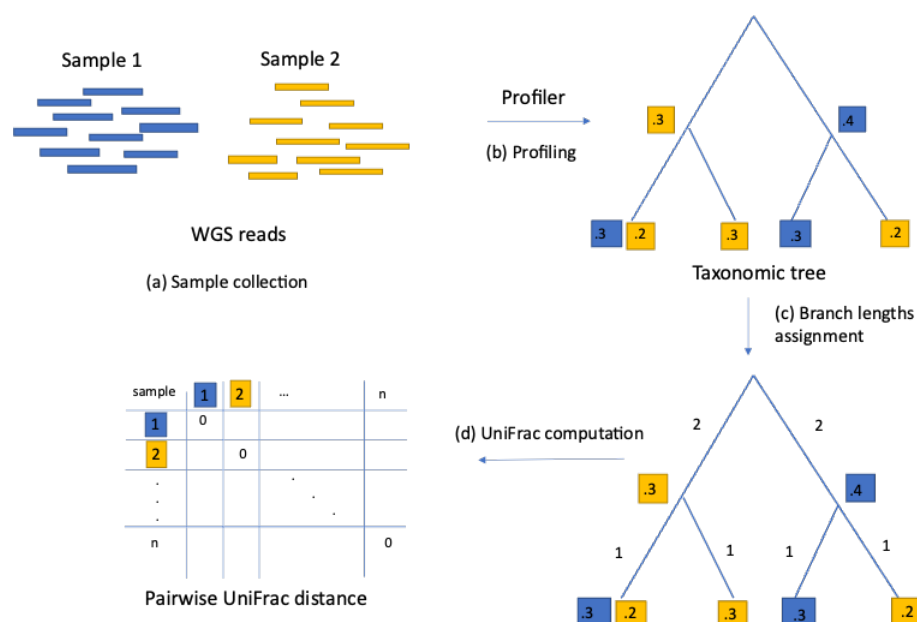 Sample 1
Sample 2
WGS reads
(a) Sample collection
Profiler
(b) Profiling
.3
.4
.3
.2
.3
.3
.2
Taxonomic tree
(c) Branch lengths
assignment
2
2
.3
.4
1
1
1
1
.3
.2
.3
.3
.2
(d) UniFrac computation
sample
1
2
...
n
1
0
2
0
.
.
.
.
.
.
n
0
Pairwise UniFrac distance